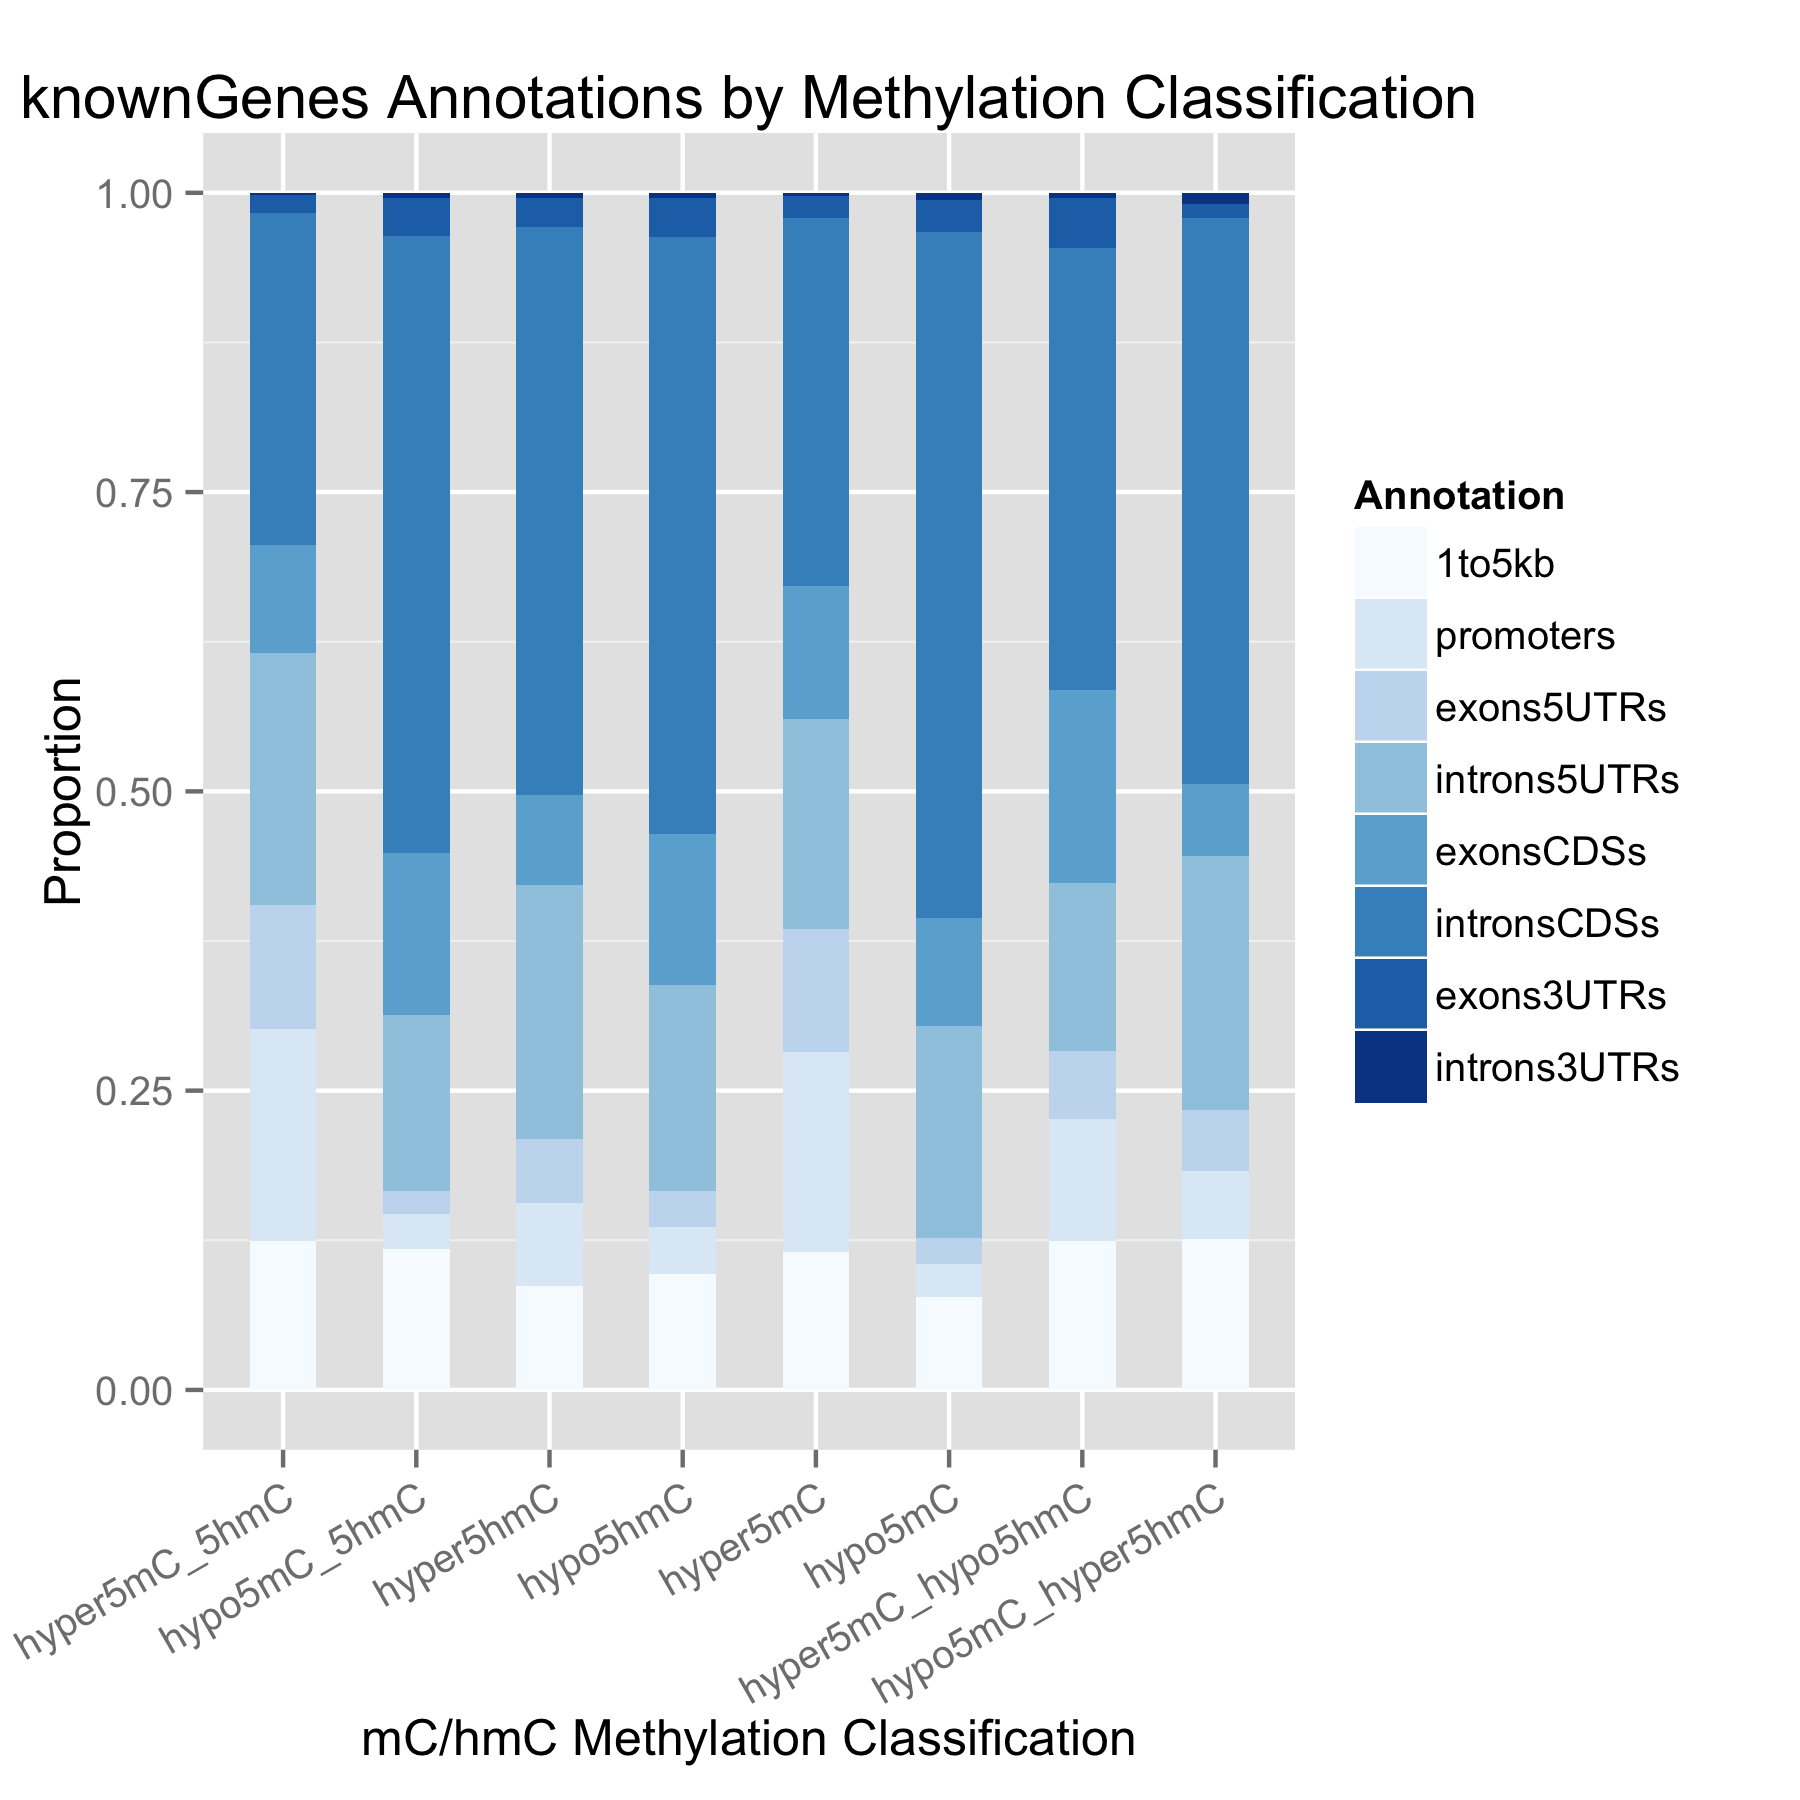 knownGenes Annotations by Methylation Classification
1.00
0.75
0.50
0.25
0.00
Proportion
hyper5mC_5hmC
hypo5mC_5hmC
hyper5hmC
hypo5hmC
hyper5mC
hypo5mC
hyper5mC_hypo5hmC
hypo5mC_hyper5hmC
mC/hmC Methylation Classification
Annotation
1to5kb
promoters
exons5UTRs
introns5UTRs
exonsCDSs
intronsCDSs
exons3UTRs
introns3UTRs